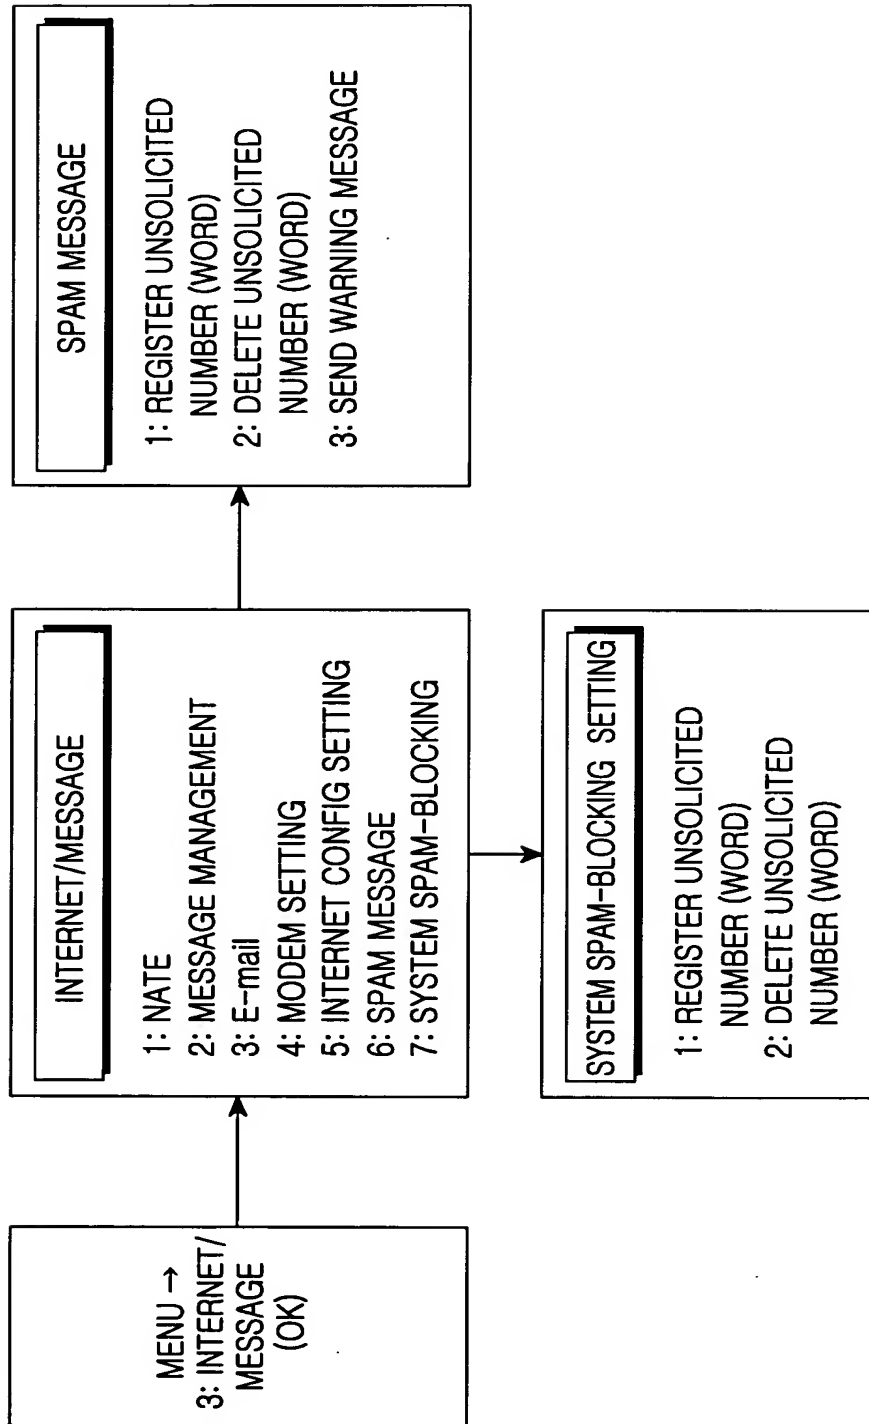 MENU →
3: INTERNET/
MESSAGE
(OK)
INTERNET/MESSAGE
1: NATE
2: MESSAGE MANAGEMENT
3: E-mail
4: MODEM SETTING
5: INTERNET CONFIG SETTING
6: SPAM MESSAGE
7: SYSTEM SPAM-BLOCKING
SPAM MESSAGE
1: REGISTER UNSOLICITED
NUMBER (WORD)
2: DELETE UNSOLICITED
NUMBER (WORD)
3: SEND WARNING MESSAGE
SYSTEM SPAM-BLOCKING SETTING
1: REGISTER UNSOLICITED
NUMBER (WORD)
2: DELETE UNSOLICITED
NUMBER (WORD)